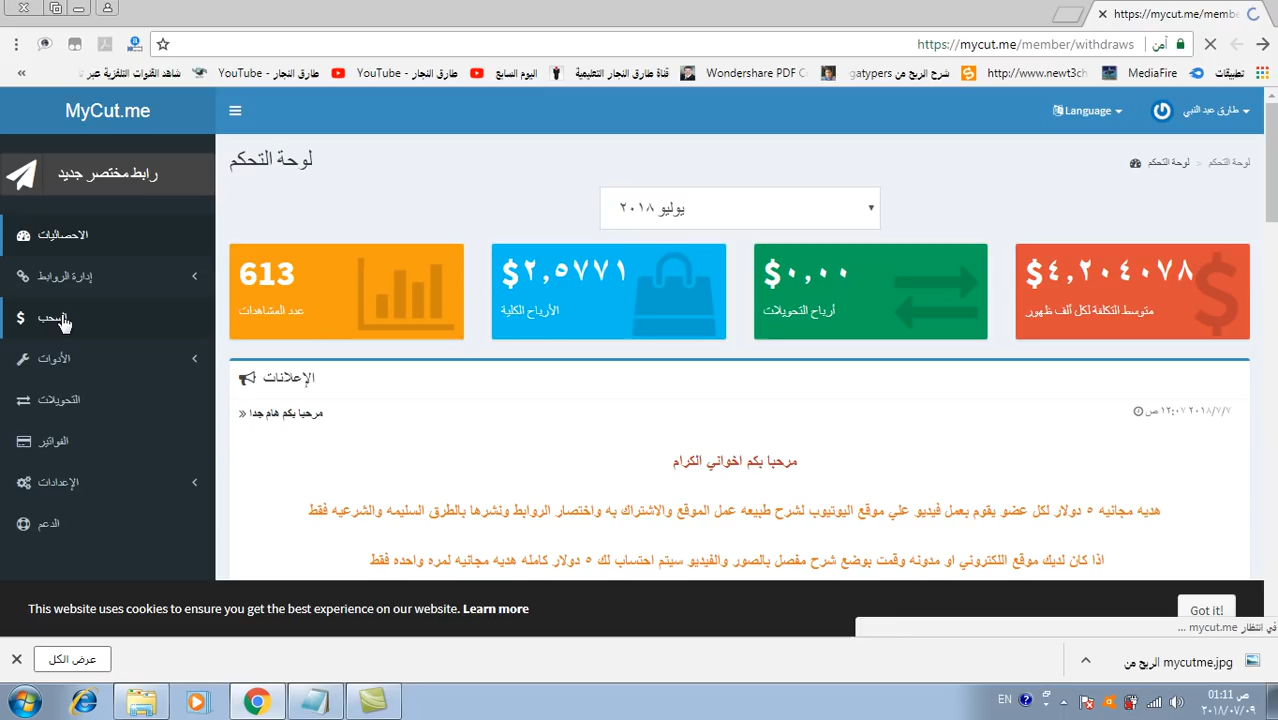 https://mycut.me/memb
https://mycut.me/member/withdraws
أمن
تطبيقات
MediaFire
http://www.newt3ch
شرح الربح من gatypers
Wondershare PDF C
قناة طارق النجار التعليمية
اليوم السابع
طارق النجار - YouTube
طارق النجار - YouTube
شاهد القنوات التلفزية عبر
MyCut.me
Language
طارق عبد النبي
رابط مختصر جديد
الاحصائيات
إدارة الروابط
السحب
الأدوات
التحويلات
الفواتير
الإعدادات
الدعم
لوحة التحكم
لوحة التحكم < لوحة التحكم
يوليو ٢٠١٨
613
عدد المشاهدات
$٢,٥٧٧١
الأرباح الكلية
$٠,٠٠
أرباح التحويلات
$٤,٢٠٤٠٧٨
متوسط التكلفة لكل ألف ظهور
الإعلانات
مرحبا بكم هام جدا »
٢٠١٨/٧/٧ ١٢:٠٧ ص
مرحبا بكم اخواني الكرام
هديه مجانيه ٥ دولار لكل عضو يقوم بعمل فيديو علي موقع اليوتيوب لشرح طبيعه عمل الموقع والاشتراك به واختصار الروابط ونشرها بالطرق السليمه والشرعيه فقط
اذا كان لديك موقع اللكتروني او مدونه وقمت بوضع شرح مفصل بالصور والفيديو سيتم احتساب لك ٥ دولار كامله هديه مجانيه لمره واحده فقط
This website uses cookies to ensure you get the best experience on our website. Learn more
Got it!
في انتظار mycut.me ...
عرض الكل
الربح من mycutme.jpg
EN
01:11 ص
٢٠١٨/٠٧/٠٩